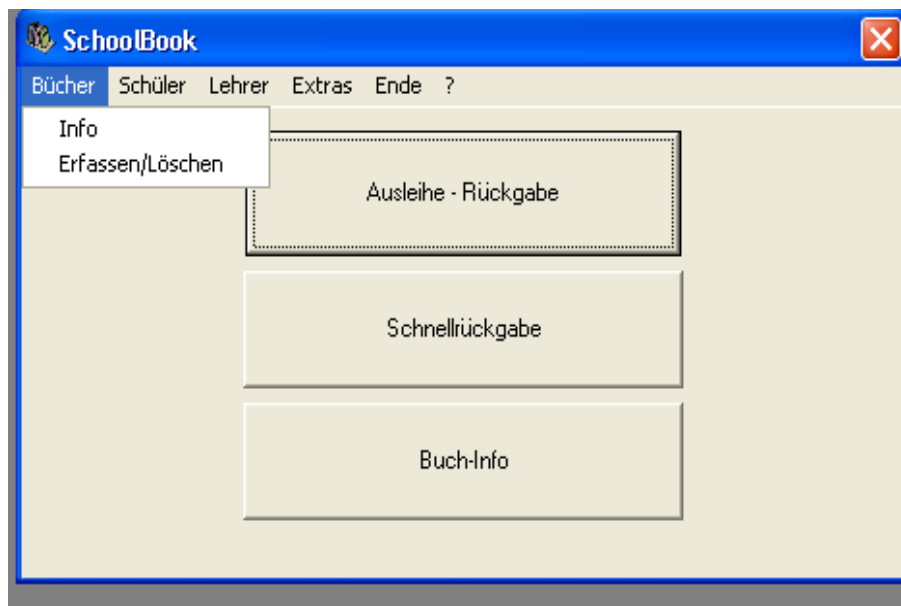 SchoolBook
Bücher Schüler Lehrer Extras Ende ?
Info
Erfassen/Löschen
Ausleihe - Rückgabe
Schnellrückgabe
Buch-Info